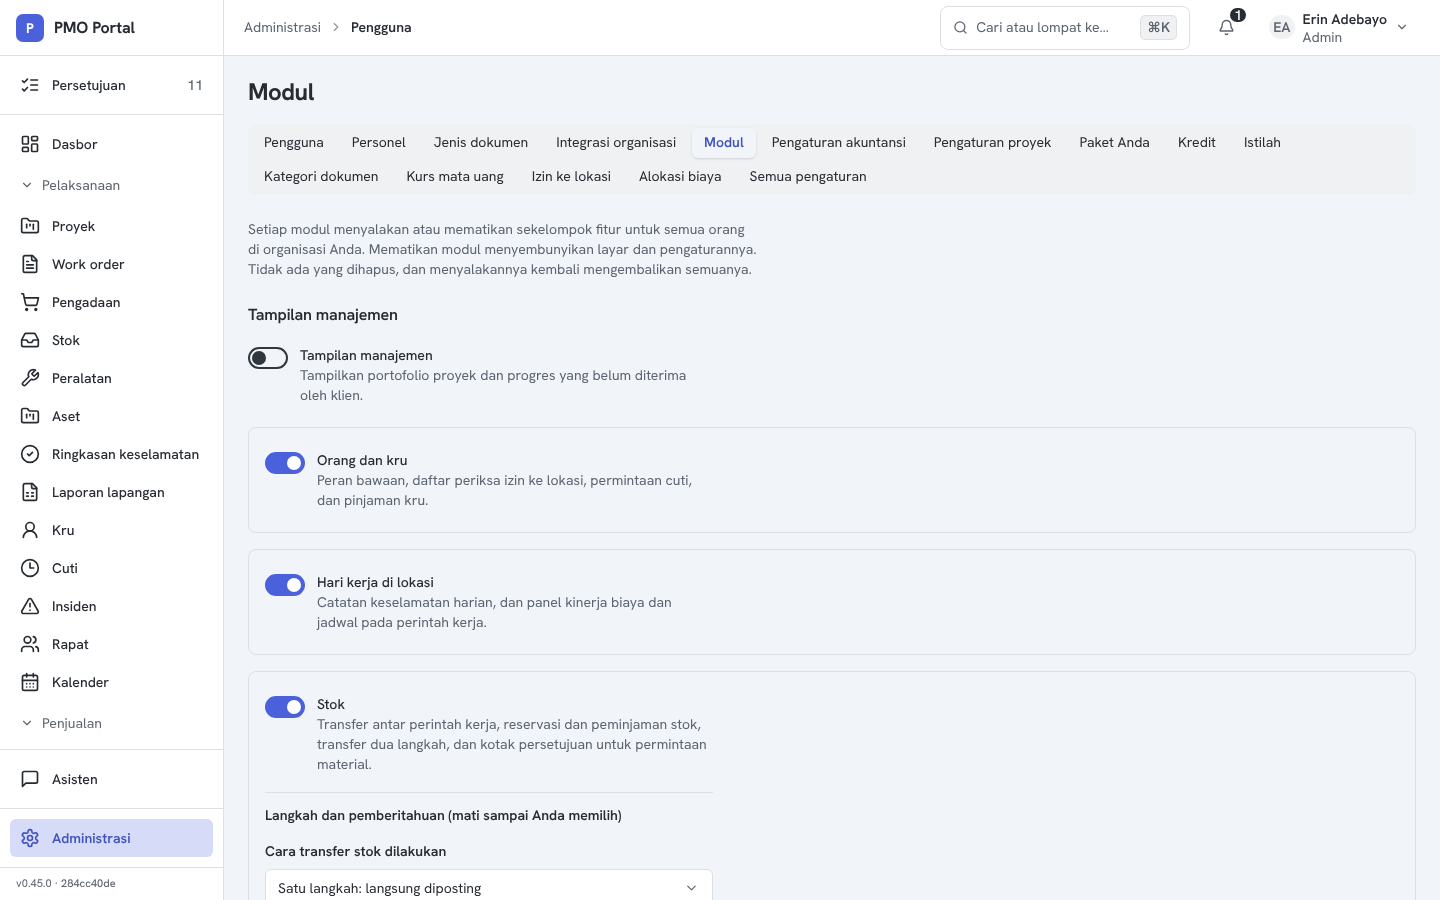 P PMO Portal
Administrasi > Pengguna
Cari atau lompat ke... ⌘K
1
EA
Erin Adebayo
Admin
Persetujuan 11
Dasbor
Pelaksanaan
Proyek
Work order
Pengadaan
Stok
Peralatan
Aset
Ringkasan keselamatan
Laporan lapangan
Kru
Cuti
Insiden
Rapat
Kalender
Penjualan
Asisten
Administrasi
v0.45.0 · 284cc40de
Modul
Pengguna Personel Jenis dokumen Integrasi organisasi Modul Pengaturan akuntansi Pengaturan proyek Paket Anda Kredit Istilah
Kategori dokumen Kurs mata uang Izin ke lokasi Alokasi biaya Semua pengaturan
Setiap modul menyalakan atau mematikan sekelompok fitur untuk semua orang
di organisasi Anda. Mematikan modul menyembunyikan layar dan pengaturannya.
Tidak ada yang dihapus, dan menyalakannya kembali mengembalikan semuanya.
Tampilan manajemen
Tampilan manajemen
Tampilkan portofolio proyek dan progres yang belum diterima
oleh klien.
Orang dan kru
Peran bawaan, daftar periksa izin ke lokasi, permintaan cuti,
dan pinjaman kru.
Hari kerja di lokasi
Catatan keselamatan harian, dan panel kinerja biaya dan
jadwal pada perintah kerja.
Stok
Transfer antar perintah kerja, reservasi dan peminjaman stok,
transfer dua langkah, dan kotak persetujuan untuk permintaan
material.
Langkah dan pemberitahuan (mati sampai Anda memilih)
Cara transfer stok dilakukan
Satu langkah: langsung diposting